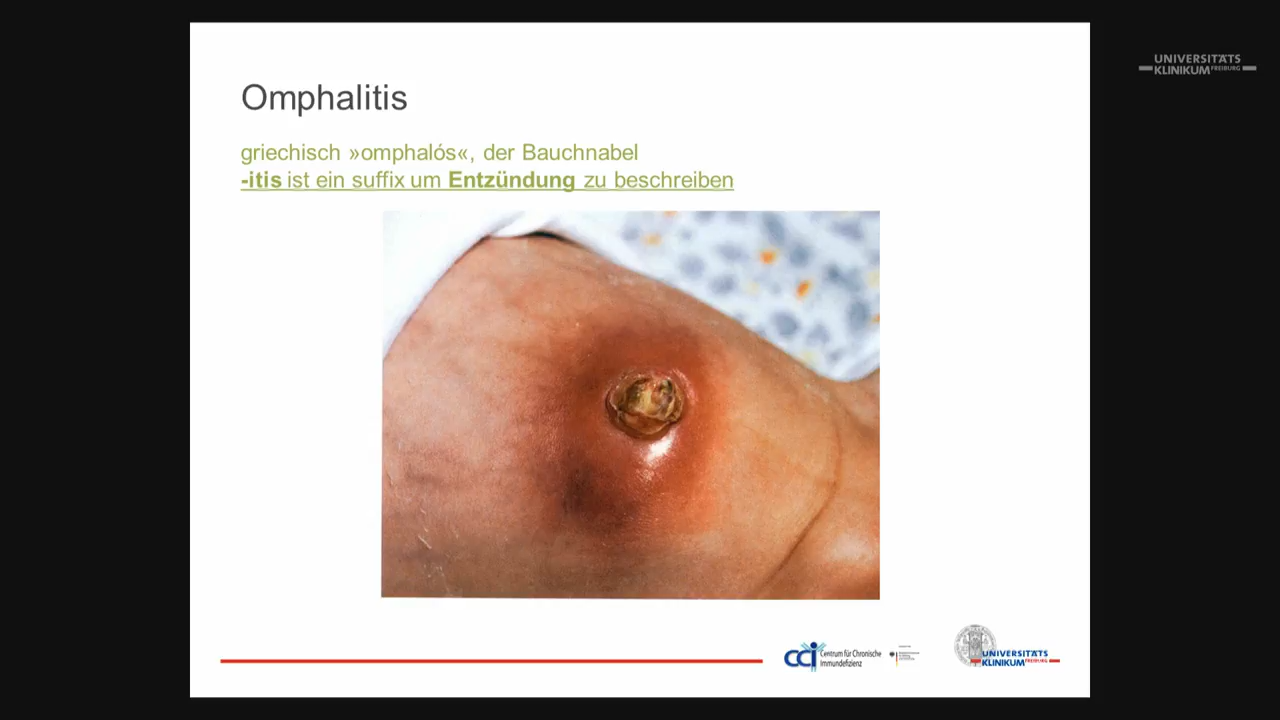 UNIVERSITÄTS
KLINIKUM FREIBURG
Omphalitis
griechisch »omphalós«, der Bauchnabel
-itis ist ein suffix um Entzündung zu beschreiben
cci Centrum für Chronische
Immundefizienz
UNIVERSITÄTS
KLINIKUM FREIBURG